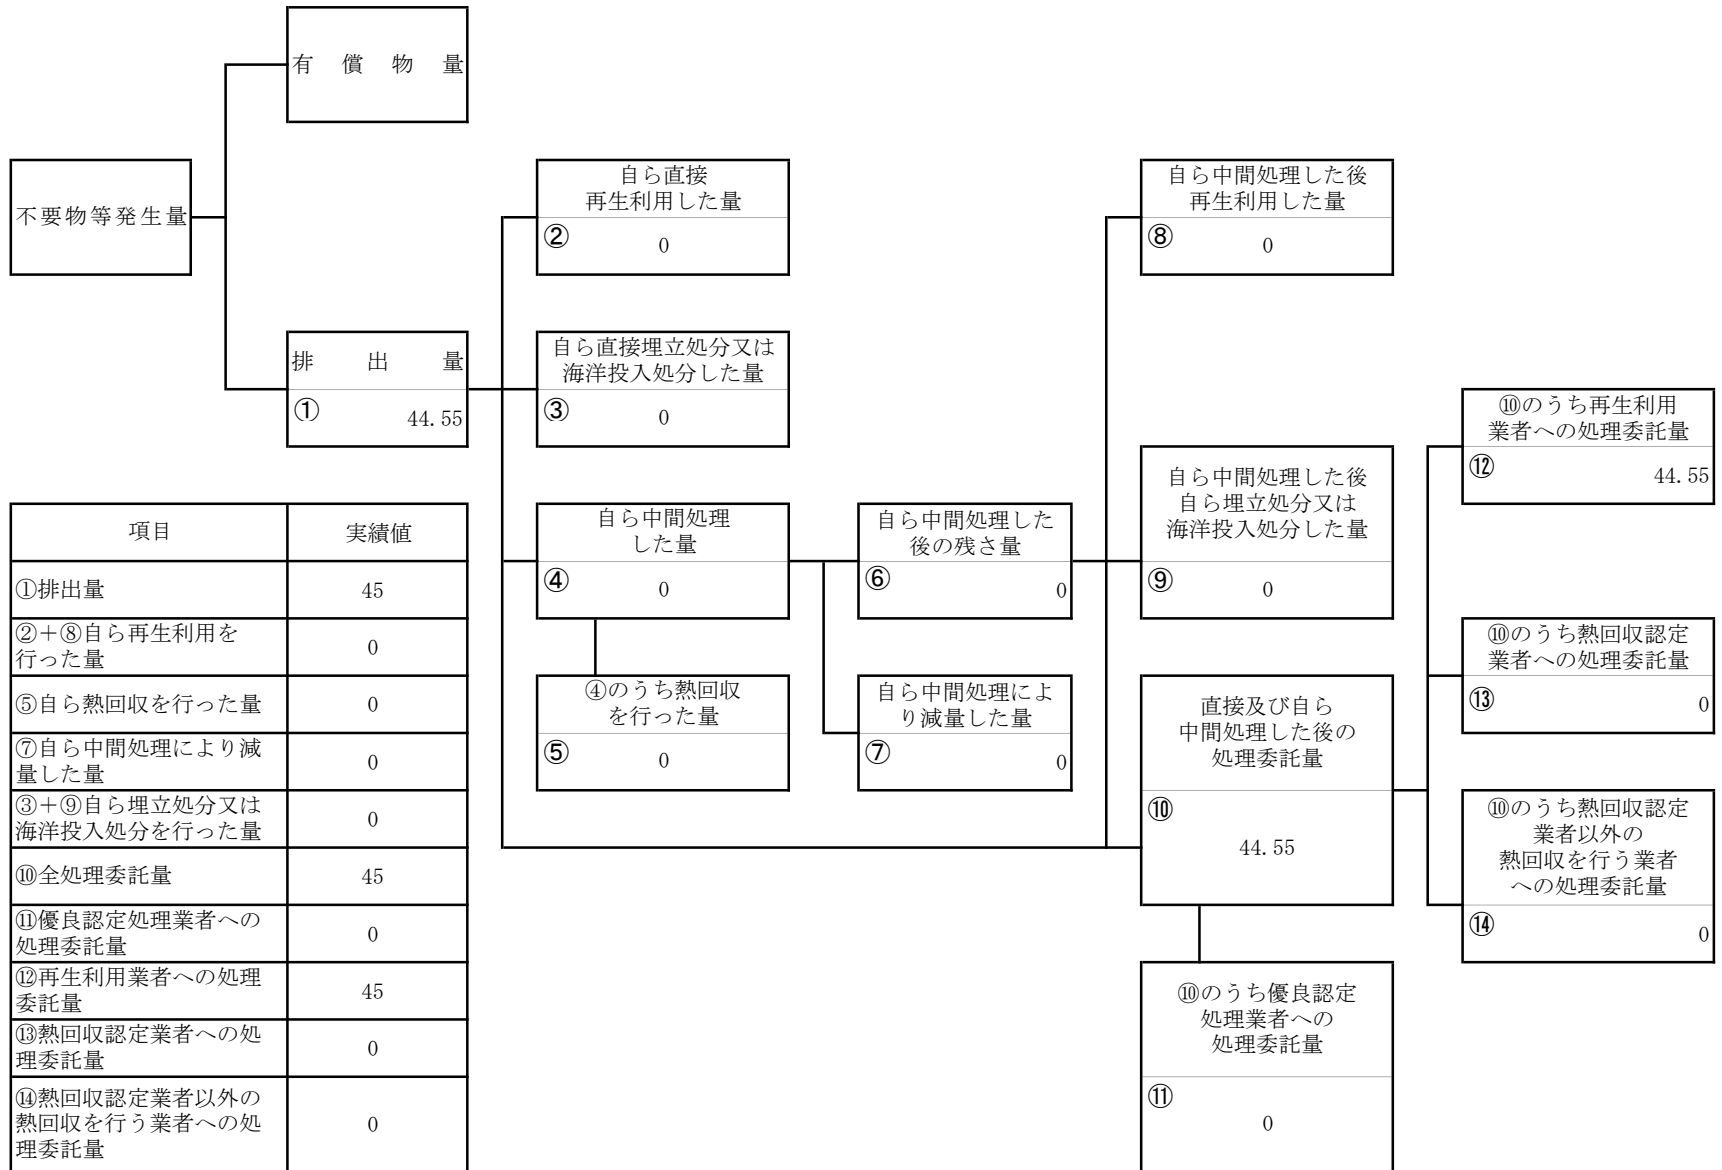 有償物量
不要物等発生量
排出量
①
44.55
自ら直接
再生利用した量
②
0
自ら直接埋立処分又は
海洋投入処分した量
③
0
自ら中間処理
した量
④
0
④のうち熱回収
を行った量
⑤
0
自ら中間処理した
後の残さ量
⑥
0
自ら中間処理によ
り減量した量
⑦
0
自ら中間処理した後
再生利用した量
⑧
0
自ら中間処理した後
自ら埋立処分又は
海洋投入処分した量
⑨
0
直接及び自ら
中間処理した後の
処理委託量
⑩
44.55
⑩のうち優良認定
処理業者への
処理委託量
⑪
0
⑩のうち再生利用
業者への処理委託量
⑫
44.55
⑩のうち熱回収認定
業者への処理委託量
⑬
0
⑩のうち熱回収認定
業者以外の
熱回収を行う業者
への処理委託量
⑭
0
項目 実績値
①排出量 45
②＋⑧自ら再生利用を
行った量 0
⑤自ら熱回収を行った量 0
⑦自ら中間処理により減
量した量 0
③＋⑨自ら埋立処分又は
海洋投入処分を行った量 0
⑩全処理委託量 45
⑪優良認定処理業者への
処理委託量 0
⑫再生利用業者への処理
委託量 45
⑬熱回収認定業者への処
理委託量 0
⑭熱回収認定業者以外の
熱回収を行う業者への処
理委託量 0